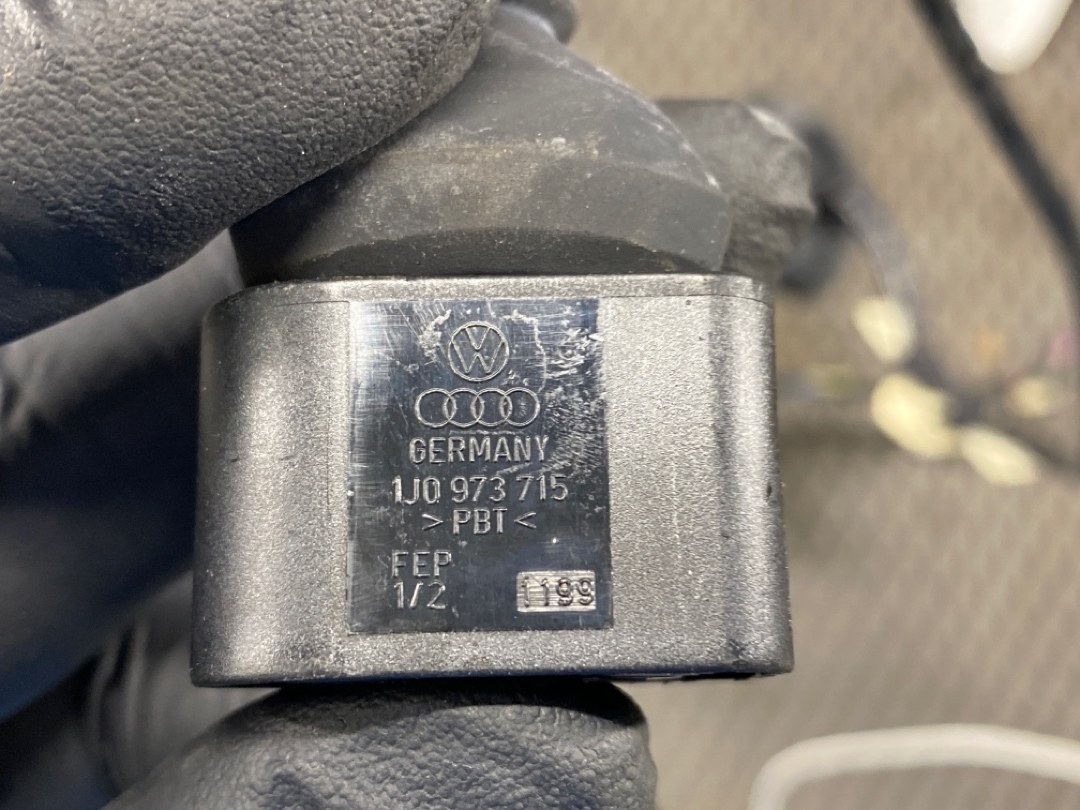 GERMANY
1J0 973 715
> PBT <
FEP
1/2 1199